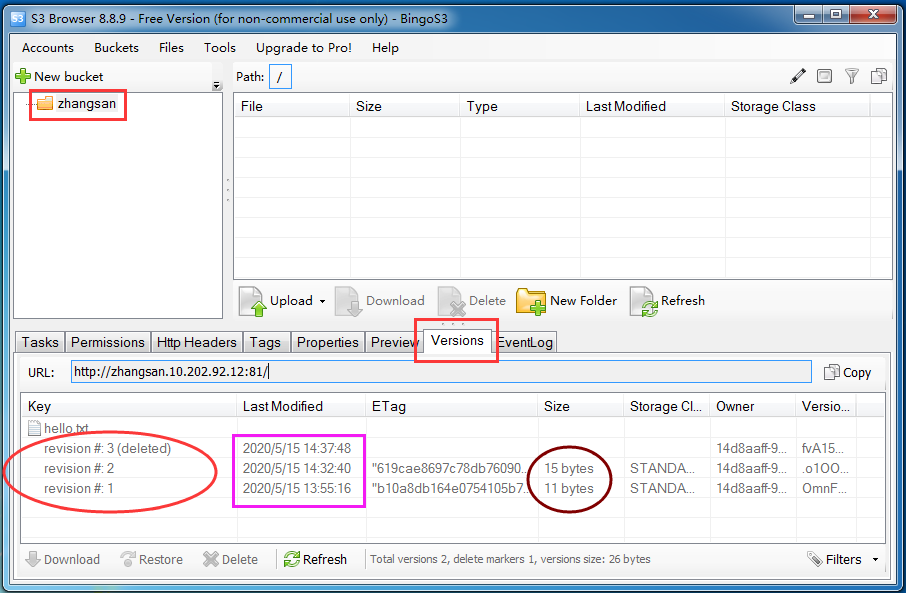 S3 Browser 8.8.9 - Free Version (for non-commercial use only) - BingoS3
Accounts Buckets Files Tools Upgrade to Pro! Help
New bucket
Path: /
zhangsan
File Size Type Last Modified Storage Class
Upload Download Delete New Folder Refresh
Tasks Permissions Http Headers Tags Properties Preview Versions EventLog
URL: http://zhangsan.10.202.92.12:81/ Copy
Key Last Modified ETag Size Storage Cl... Owner Versio...
hello.txt
revision #: 3 (deleted) 2020/5/15 14:37:48 14d8aaff-9... fvA15...
revision #: 2 2020/5/15 14:32:40 "619cae8697c78db76090... 15 bytes STANDA... 14d8aaff-9... .o1OO...
revision #: 1 2020/5/15 13:55:16 "b10a8db164e0754105b7... 11 bytes STANDA... 14d8aaff-9... OmnF...
Download Restore Delete Refresh Total versions 2, delete markers 1, versions size: 26 bytes Filters